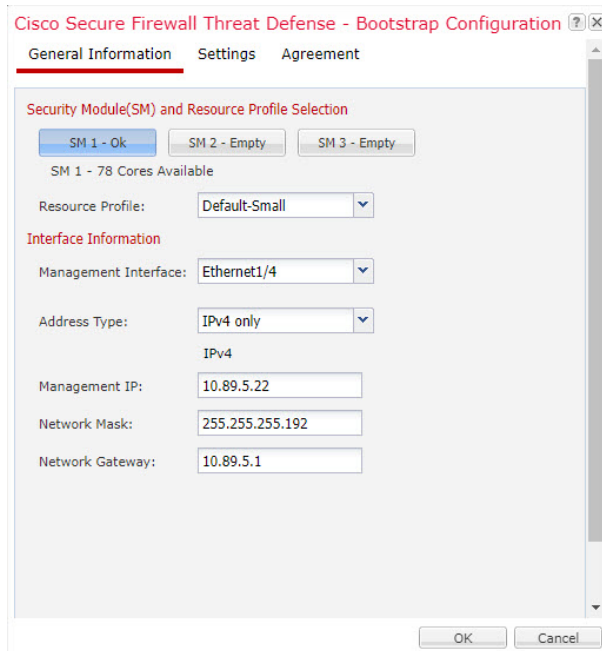 Cisco Secure Firewall Threat Defense - Bootstrap Configuration ? X
General Information Settings Agreement
Security Module(SM) and Resource Profile Selection
SM 1 - Ok SM 2 - Empty SM 3 - Empty
SM 1 - 78 Cores Available
Resource Profile: Default-Small
Interface Information
Management Interface: Ethernet1/4
Address Type: IPv4 only
IPv4
Management IP: 10.89.5.22
Network Mask: 255.255.255.192
Network Gateway: 10.89.5.1
OK Cancel